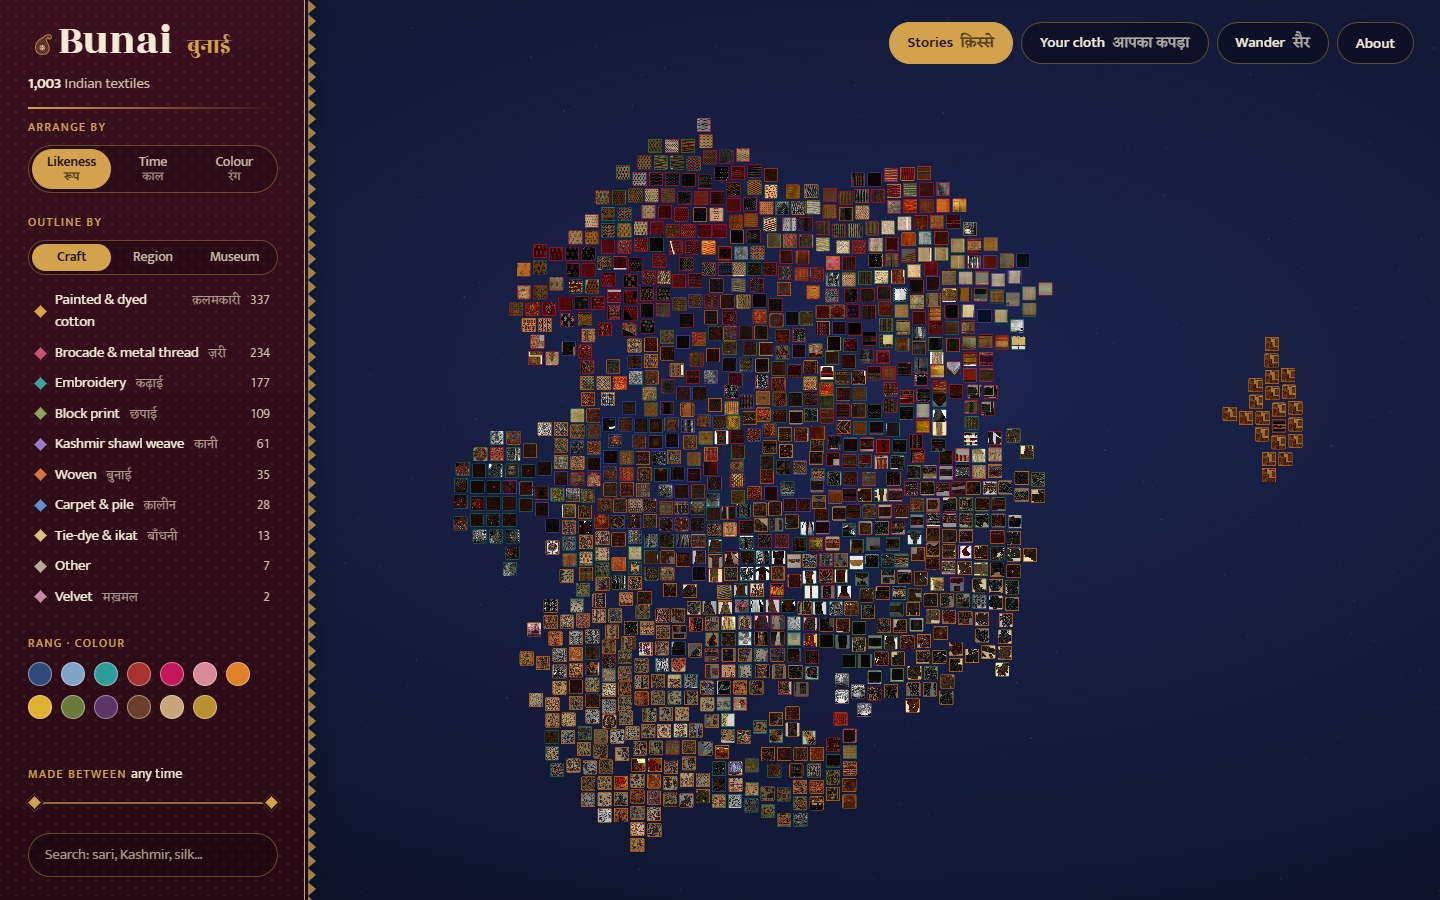 Bunai बुनाई
1,003 Indian textiles
ARRANGE BY
Likeness Time Colour
रूप काल रंग
OUTLINE BY
Craft Region Museum
Painted & dyed cotton क़लमकारी 337
Brocade & metal thread ज़री 234
Embroidery कढ़ाई 177
Block print छपाई 109
Kashmir shawl weave कानी 61
Woven बुनाई 35
Carpet & pile क़ालीन 28
Tie-dye & ikat बाँधनी 13
Other 7
Velvet मख़मल 2
RANG · COLOUR
MADE BETWEEN any time
Search: sari, Kashmir, silk...
Stories क़िस्से Your cloth आपका कपड़ा Wander सैर About